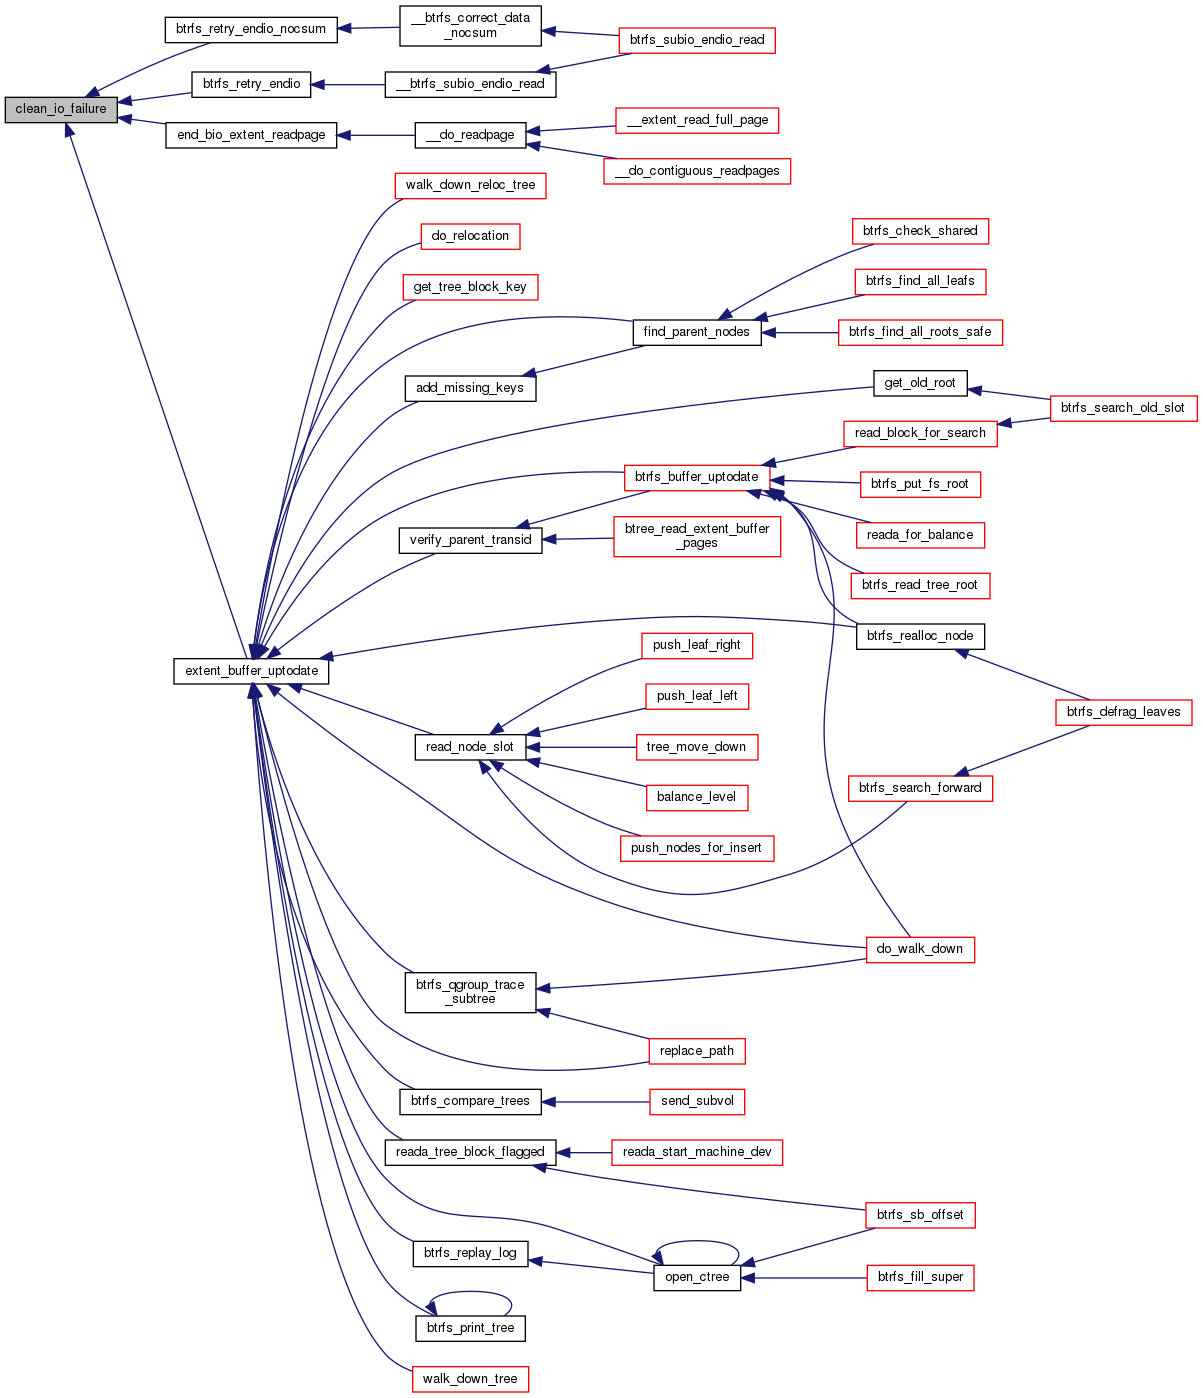 btrfs_retry_endio_nocsum
__btrfs_correct_data
_nocsum
btrfs_subio_endio_read
btrfs_retry_endio
__btrfs_subio_endio_read
clean_io_failure
end_bio_extent_readpage
__do_readpage
__extent_read_full_page
__do_contiguous_readpages
walk_down_reloc_tree
do_relocation
btrfs_check_shared
get_tree_block_key
btrfs_find_all_leafs
find_parent_nodes
btrfs_find_all_roots_safe
add_missing_keys
get_old_root
btrfs_search_old_slot
read_block_for_search
btrfs_buffer_uptodate
btrfs_put_fs_root
verify_parent_transid
btree_read_extent_buffer
_pages
reada_for_balance
btrfs_read_tree_root
btrfs_realloc_node
push_leaf_right
extent_buffer_uptodate
push_leaf_left
btrfs_defrag_leaves
read_node_slot
tree_move_down
btrfs_search_forward
balance_level
push_nodes_for_insert
do_walk_down
btrfs_qgroup_trace
_subtree
replace_path
btrfs_compare_trees
send_subvol
reada_tree_block_flagged
reada_start_machine_dev
btrfs_sb_offset
btrfs_replay_log
open_ctree
btrfs_fill_super
btrfs_print_tree
walk_down_tree